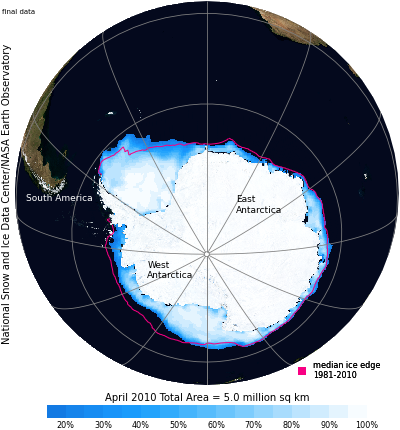 final data
National Snow and Ice Data Center/NASA Earth Observatory
South America
East
Antarctica
West
Antarctica
median ice edge
1981-2010
April 2010 Total Area = 5.0 million sq km
20% 30% 40% 50% 60% 70% 80% 90% 100%